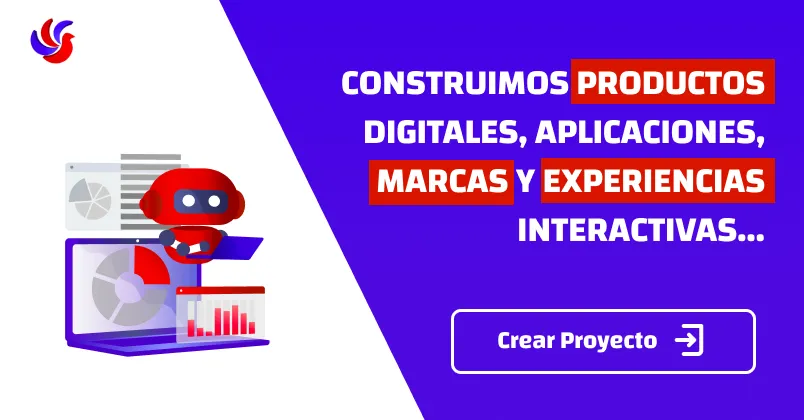 CONSTRUIMOS PRODUCTOS
DIGITALES, APLICACIONES,
MARCAS Y EXPERIENCIAS
INTERACTIVAS...
Crear Proyecto